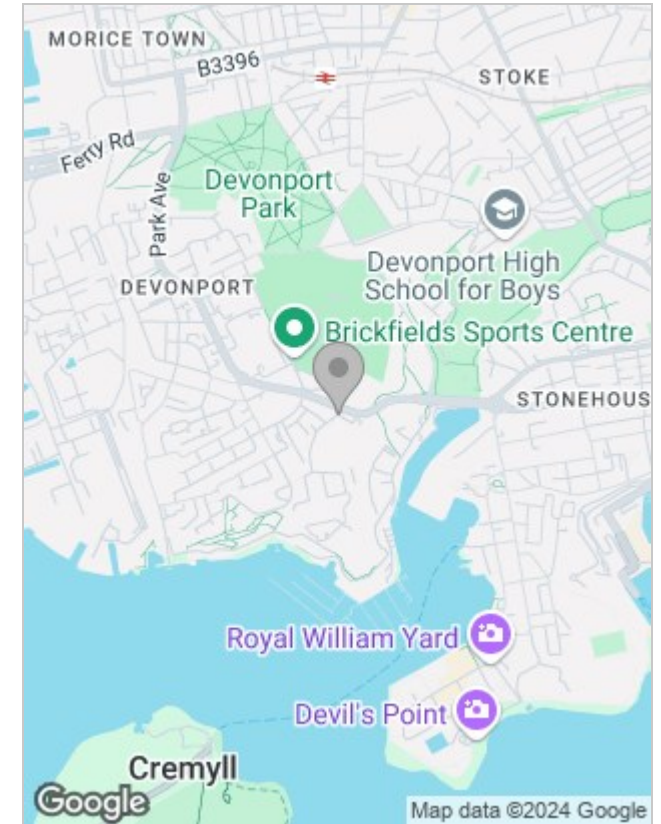 MORICE TOWN
B3396
STOKE
Ferry Rd
Devonport
Park
Park Ave
Devonport High
School for Boys
DEVONPORT
Brickfields Sports Centre
STONEHOUS
Royal William Yard
Devil's Point
Cremyll
Google
Map data ©2024 Google